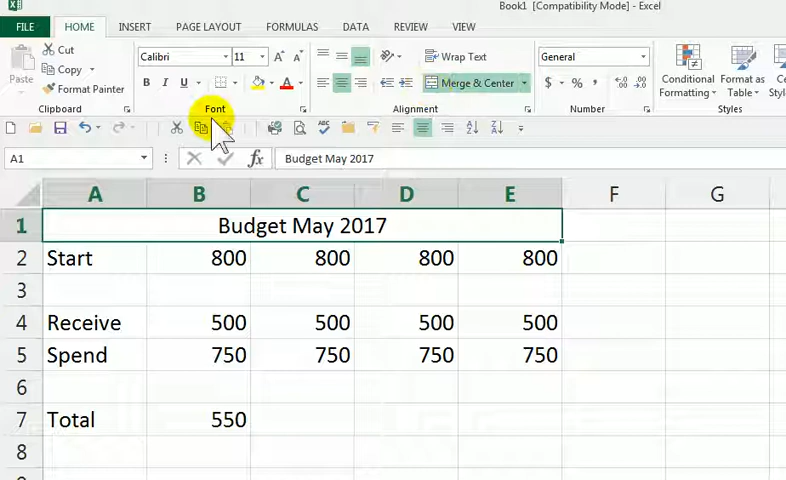 Book1 [Compatibility Mode] - Excel
FILE HOME INSERT PAGE LAYOUT FORMULAS DATA REVIEW VIEW
Paste
Cut
Copy
Format Painter
Clipboard
Calibri 11
B I U
Font
Wrap Text
Merge & Center
Alignment
General
$ % ,
Number
Conditional Formatting
Format as Table
Styles
A1 fx Budget May 2017
A B C D E F G
1 Budget May 2017
2 Start 800 800 800 800
3
4 Receive 500 500 500 500
5 Spend 750 750 750 750
6
7 Total 550
8